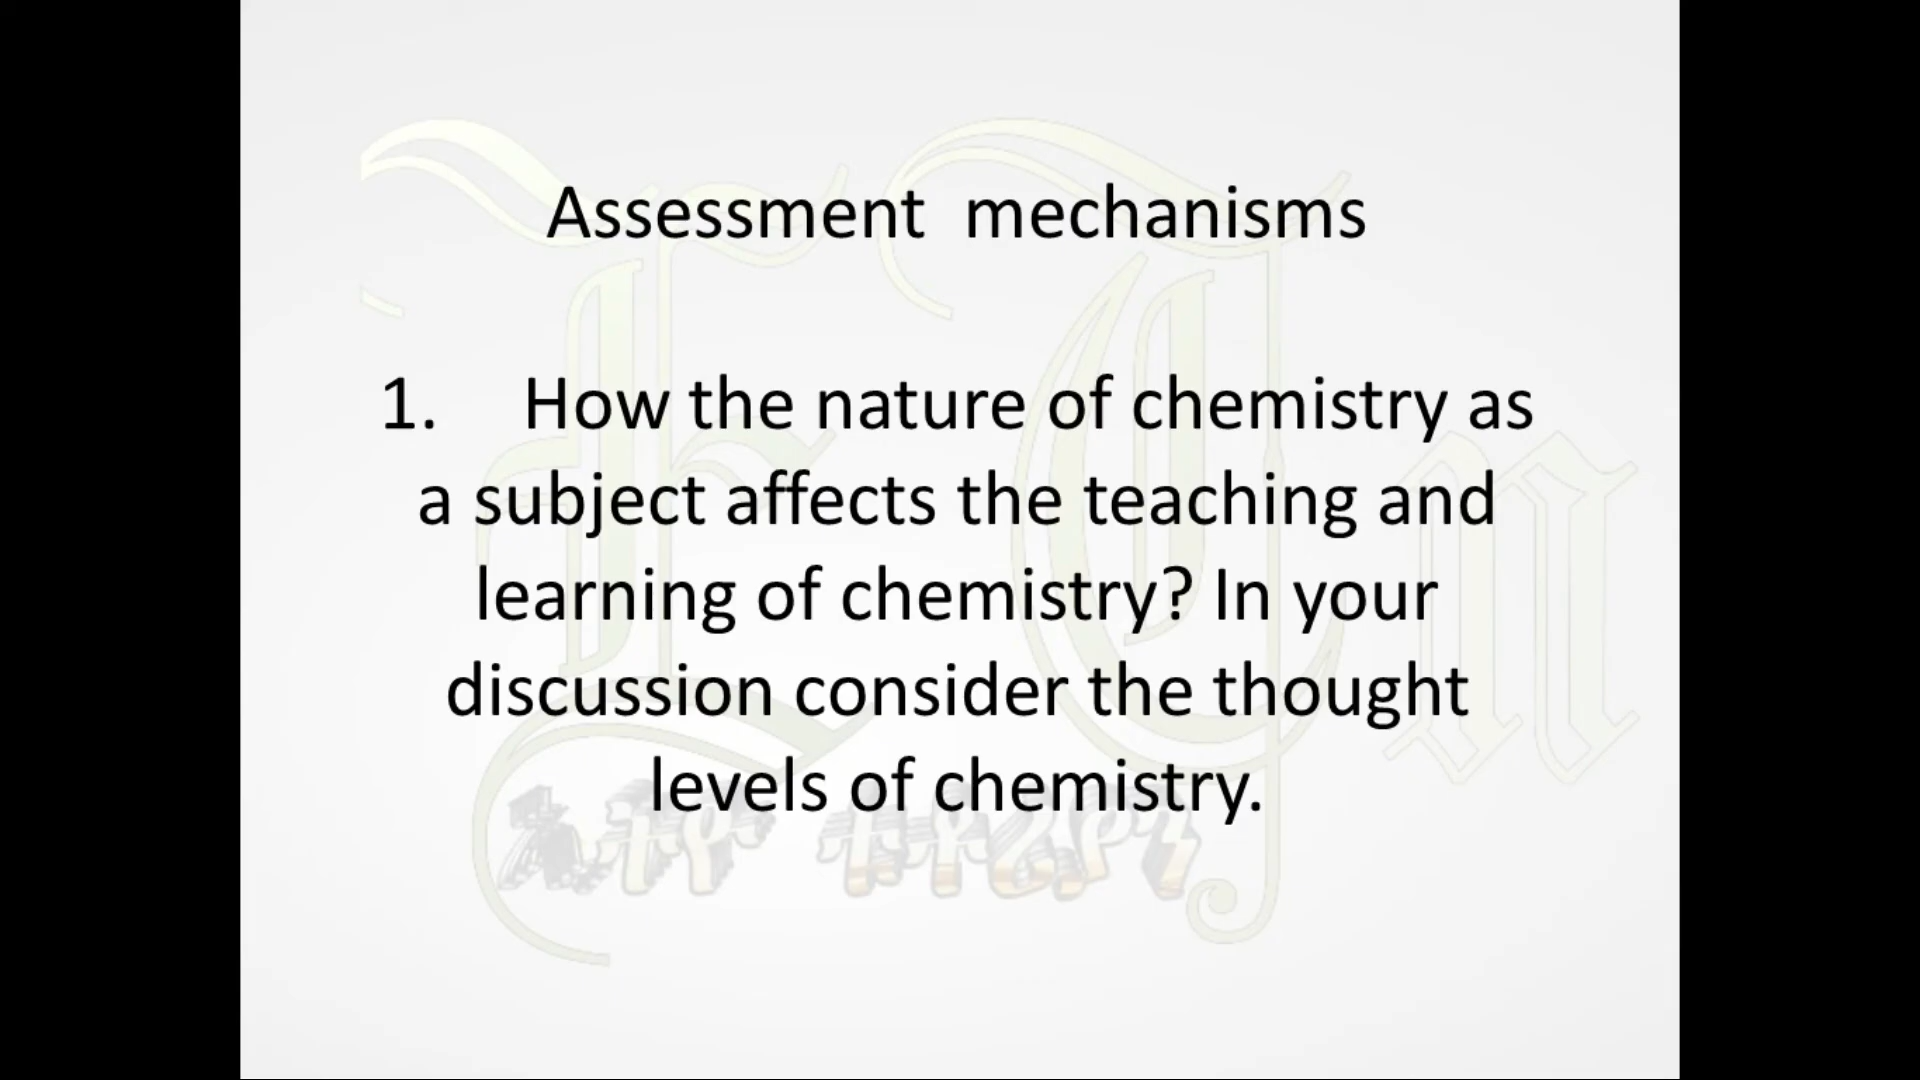 Assessment mechanisms
1. How the nature of chemistry as
a subject affects the teaching and
learning of chemistry? In your
discussion consider the thought
levels of chemistry.